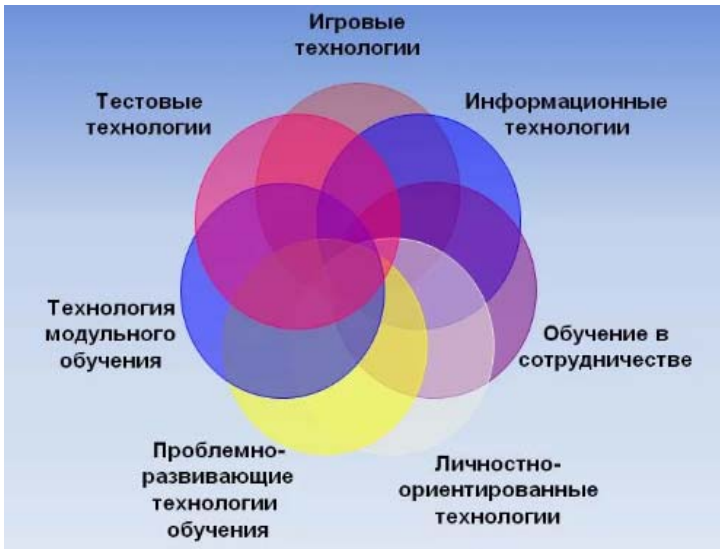 Игровые
технологии
Тестовые
технологии
Информационные
технологии
Технология
модульного
обучения
Обучение в
сотрудничестве
Проблемно-
развивающие
технологии
обучения
Личностно-
ориентированные
технологии